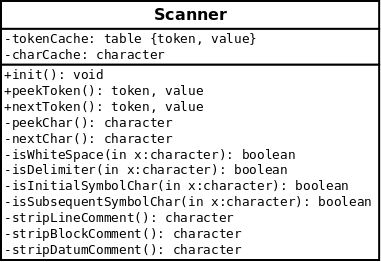 Scanner
-tokenCache: table {token, value}
-charCache: character
+init(): void
+peekToken(): token, value
+nextToken(): token, value
-peekChar(): character
-nextChar(): character
-isWhiteSpace(in x:character): boolean
-isDelimiter(in x:character): boolean
-isInitialSymbolChar(in x:character): boolean
-isSubsequentSymbolChar(in x:character): boolean
-stripLineComment(): character
-stripBlockComment(): character
-stripDatumComment(): character